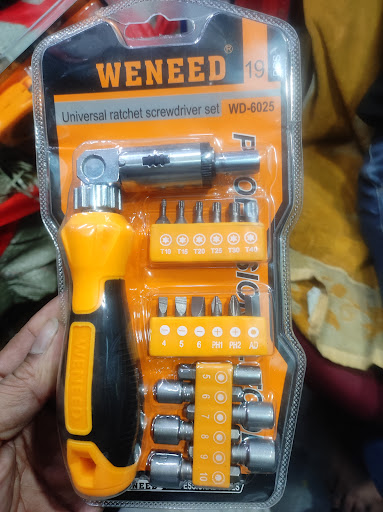 WENEED®
19
Universal ratchet screwdriver set WD-6025
T10 T15 T20 T25 T30 T40
4 5 6 PH1 PH2 AD
5
6
7
8
9
10
WENEED